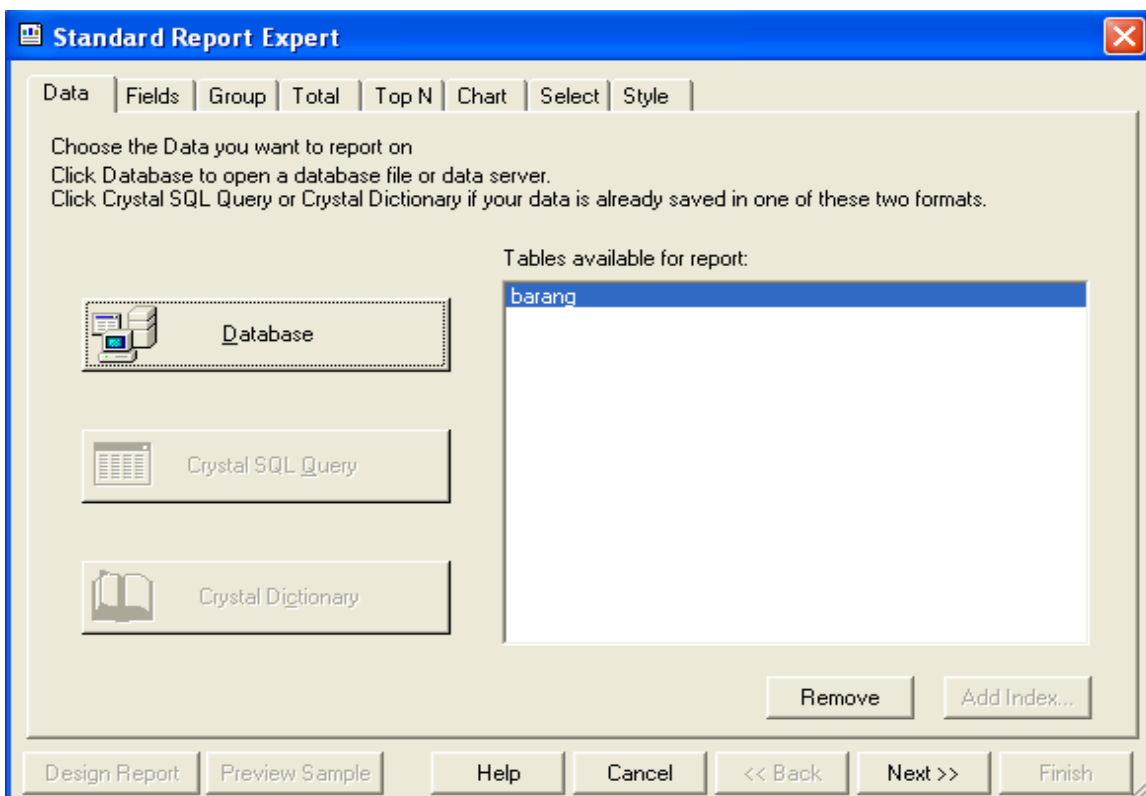 Standard Report Expert
Data Fields Group Total Top N Chart Select Style
Choose the Data you want to report on
Click Database to open a database file or data server.
Click Crystal SQL Query or Crystal Dictionary if your data is already saved in one of these two formats.
Tables available for report:
barang
Database
Crystal SQL Query
Crystal Dictionary
Remove Add Index...
Design Report Preview Sample Help Cancel << Back Next >> Finish